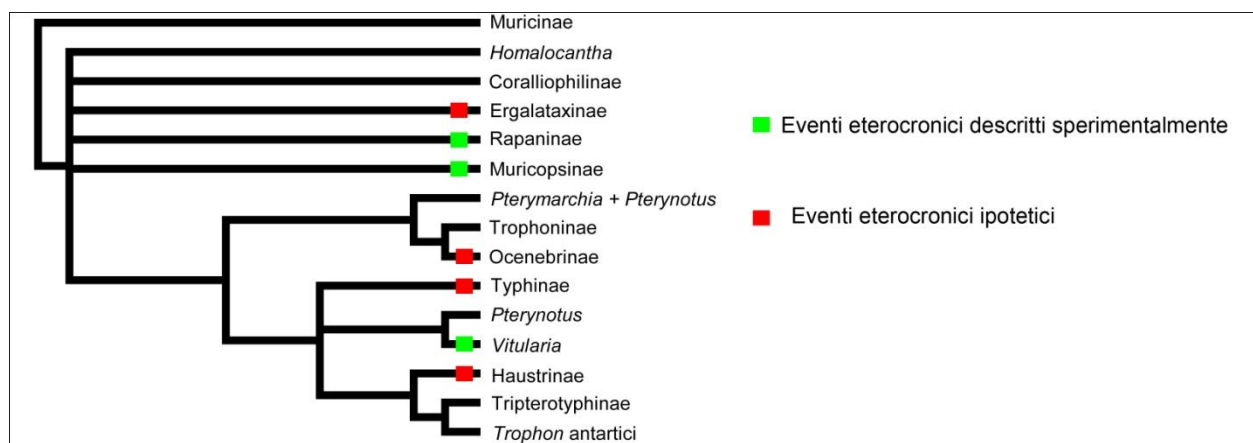 Muricinae
Homalocantha
Coralliophilinae
Ergalataxinae
Rapaninae
Muricopsinae
Pterymarchia + Pterynotus
Trophoninae
Ocenebrinae
Typhinae
Pterynotus
Vitularia
Haustrinae
Tripterotyphinae
Trophon antartici
Eventi eterocronici descritti sperimentalmente
Eventi eterocronici ipotetici